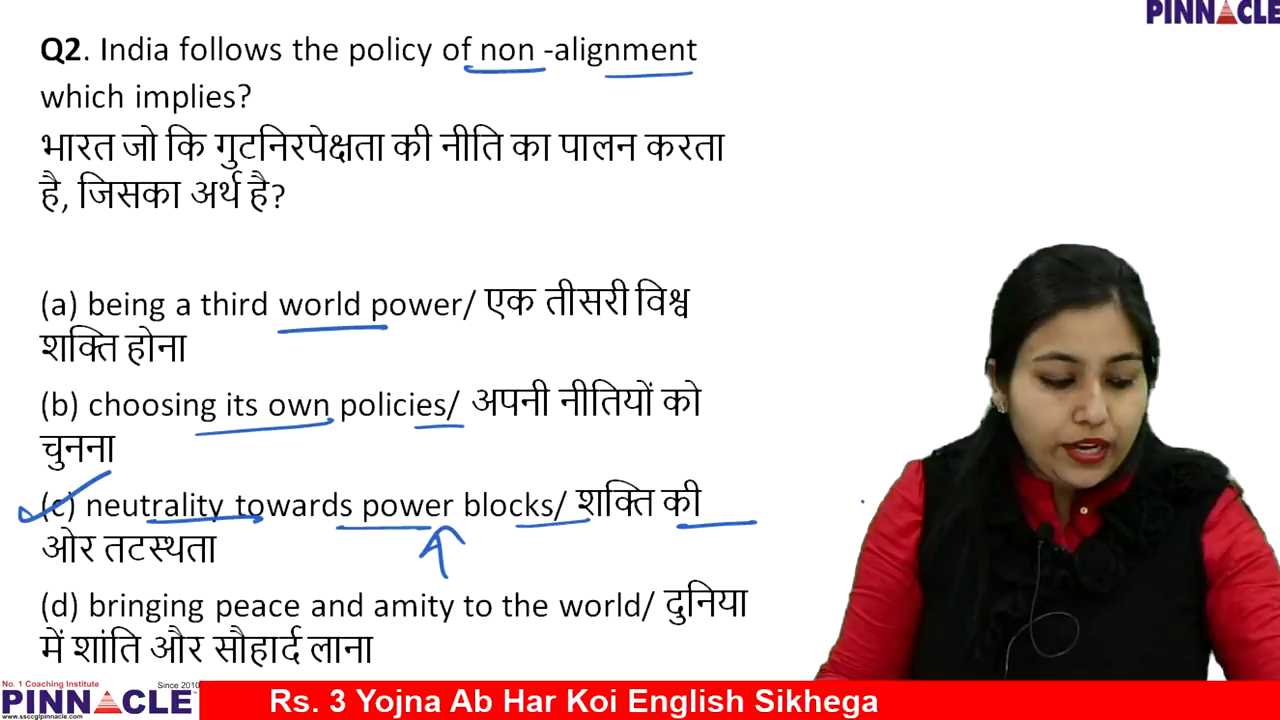 PINNACLE
Q2. India follows the policy of non -alignment
which implies?
भारत जो कि गुटनिरपेक्षता की नीति का पालन करता
है, जिसका अर्थ है?
(a) being a third world power/ एक तीसरी विश्व
शक्ति होना
(b) choosing its own policies/ अपनी नीतियों को
चुनना
(c) neutrality towards power blocks/ शक्ति की
ओर तटस्थता
(d) bringing peace and amity to the world/ दुनिया
में शांति और सौहार्द लाना
No. 1 Coaching Institute
Since 2010
PINNACLE
www.ssccglpinnacle.com
Rs. 3 Yojna Ab Har Koi English Sikhega